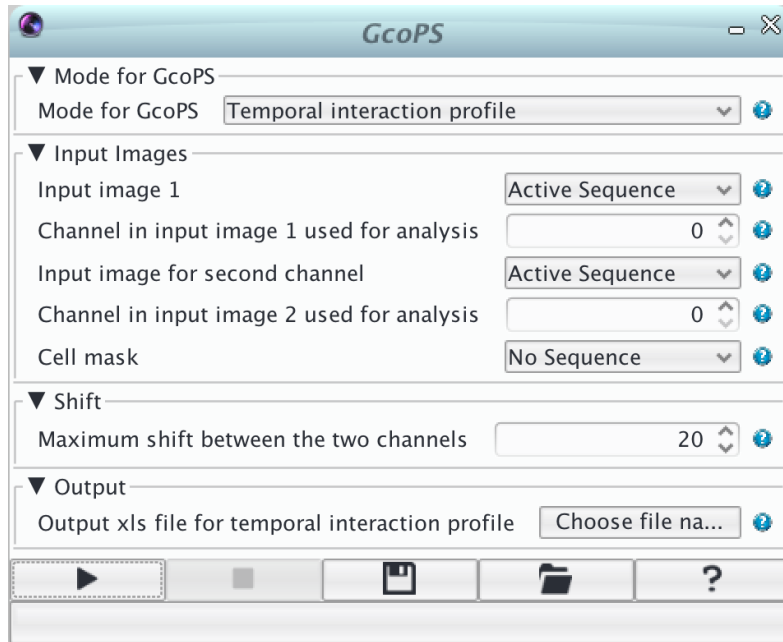 GcoPS
Mode for GcoPS
Mode for GcoPS Temporal interaction profile
Input Images
Input image 1 Active Sequence
Channel in input image 1 used for analysis 0
Input image for second channel Active Sequence
Channel in input image 2 used for analysis 0
Cell mask No Sequence
Shift
Maximum shift between the two channels 20
Output
Output xls file for temporal interaction profile Choose file na...
?